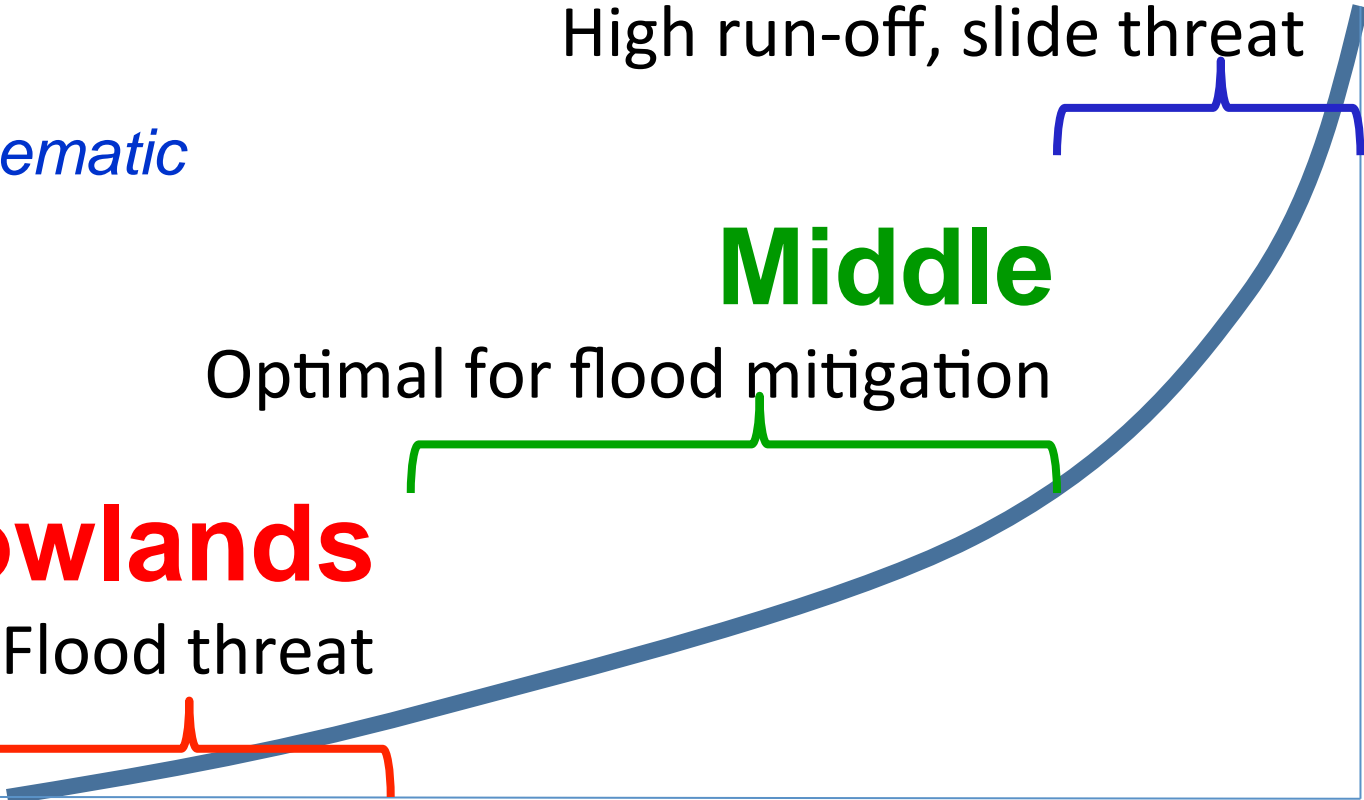 High run-off, slide threat
ematic
Middle
Optimal for flood mitigation
owlands
Flood threat